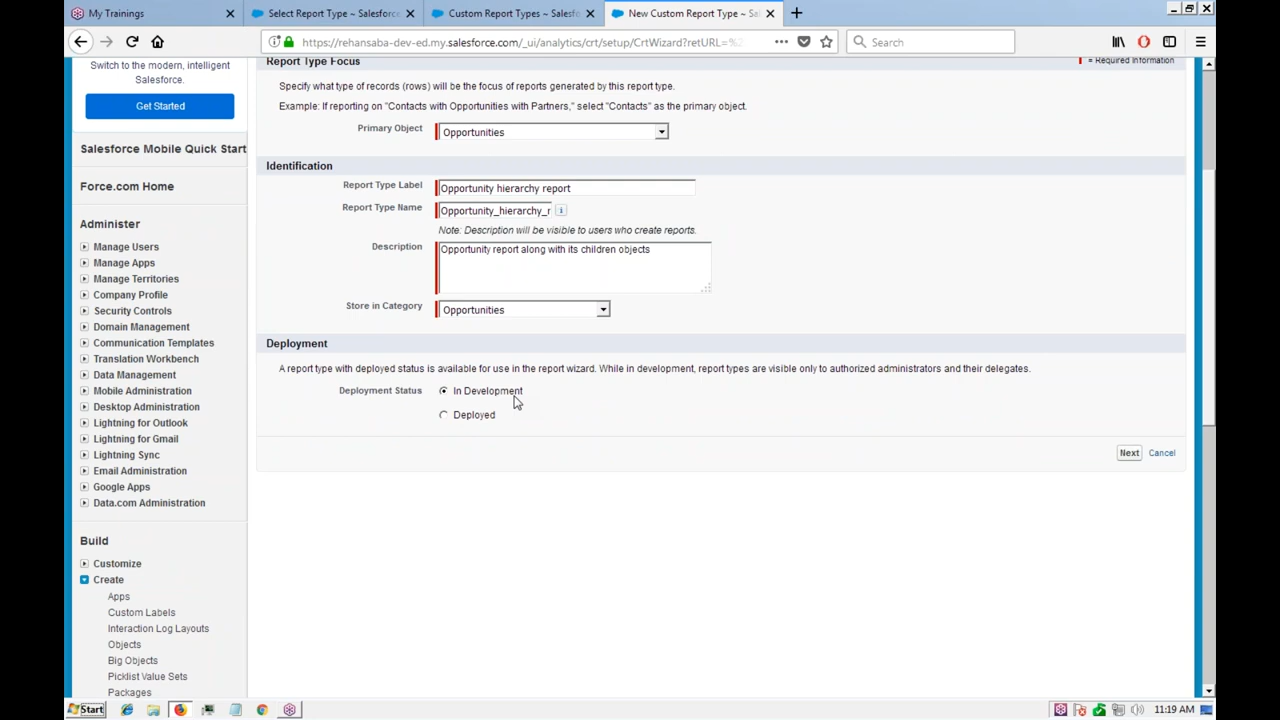 My Trainings
Select Report Type ~ Salesforce
Custom Report Types ~ Salesfo
New Custom Report Type ~ Sa
https://rehansaba-dev-ed.my.salesforce.com/_ui/analytics/crt/setup/CrtWizard?retURL=%2
Search
Switch to the modern, intelligent
Salesforce.
Get Started
Salesforce Mobile Quick Start
Force.com Home
Administer
Manage Users
Manage Apps
Manage Territories
Company Profile
Security Controls
Domain Management
Communication Templates
Translation Workbench
Data Management
Mobile Administration
Desktop Administration
Lightning for Outlook
Lightning for Gmail
Lightning Sync
Email Administration
Google Apps
Data.com Administration
Build
Customize
Create
Apps
Custom Labels
Interaction Log Layouts
Objects
Big Objects
Picklist Value Sets
Packages
Report Type Focus
= Required Information
Specify what type of records (rows) will be the focus of reports generated by this report type.
Example: If reporting on "Contacts with Opportunities with Partners," select "Contacts" as the primary object.
Primary Object Opportunities
Identification
Report Type Label Opportunity hierarchy report
Report Type Name Opportunity_hierarchy_r i
Note: Description will be visible to users who create reports.
Description Opportunity report along with its children objects
Store in Category Opportunities
Deployment
A report type with deployed status is available for use in the report wizard. While in development, report types are visible only to authorized administrators and their delegates.
Deployment Status In Development
Deployed
Next Cancel
Start
11:19 AM